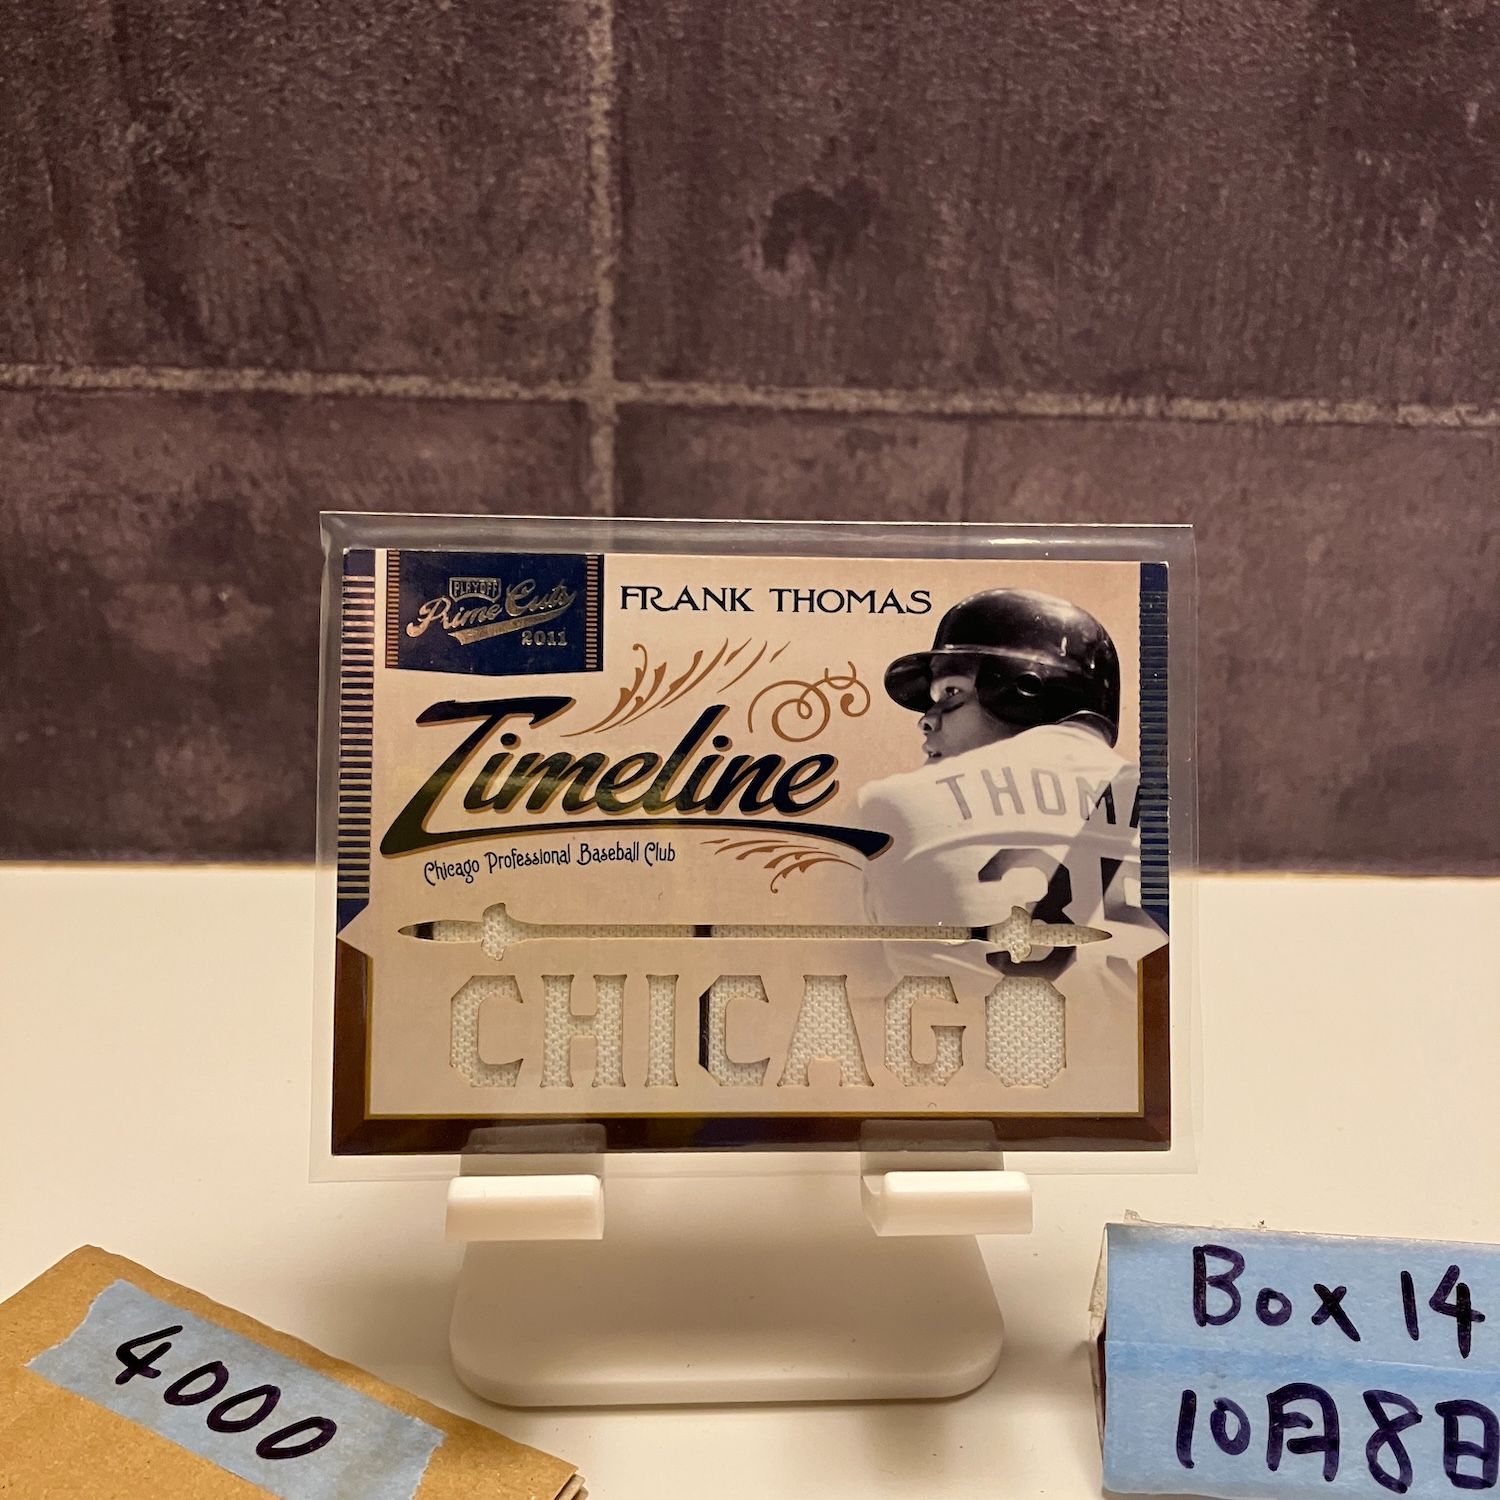 PLAYOFF
Prime Cuts
2011
FRANK THOMAS
Timeline
Chicago Professional Baseball Club
THOMA
35
CHICAGO
4000
Box 14
10月8日